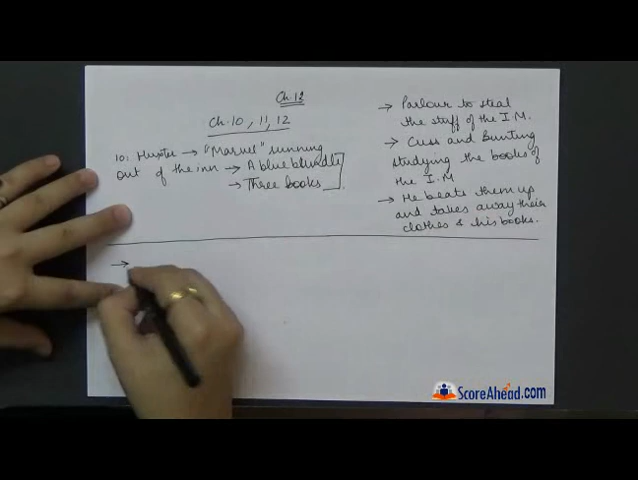 Ch.12
Ch.10, 11, 12
10: Huxter → "Marvel" running
out of the inn → A blue bundle
→ Three books
→ Parlour to steal
the stuff of the I.M.
→ Cuss and Bunting
studying the books of
the I.M
→ He beats them up
and takes away their
clothes & his books.
→
ScoreAhead.com